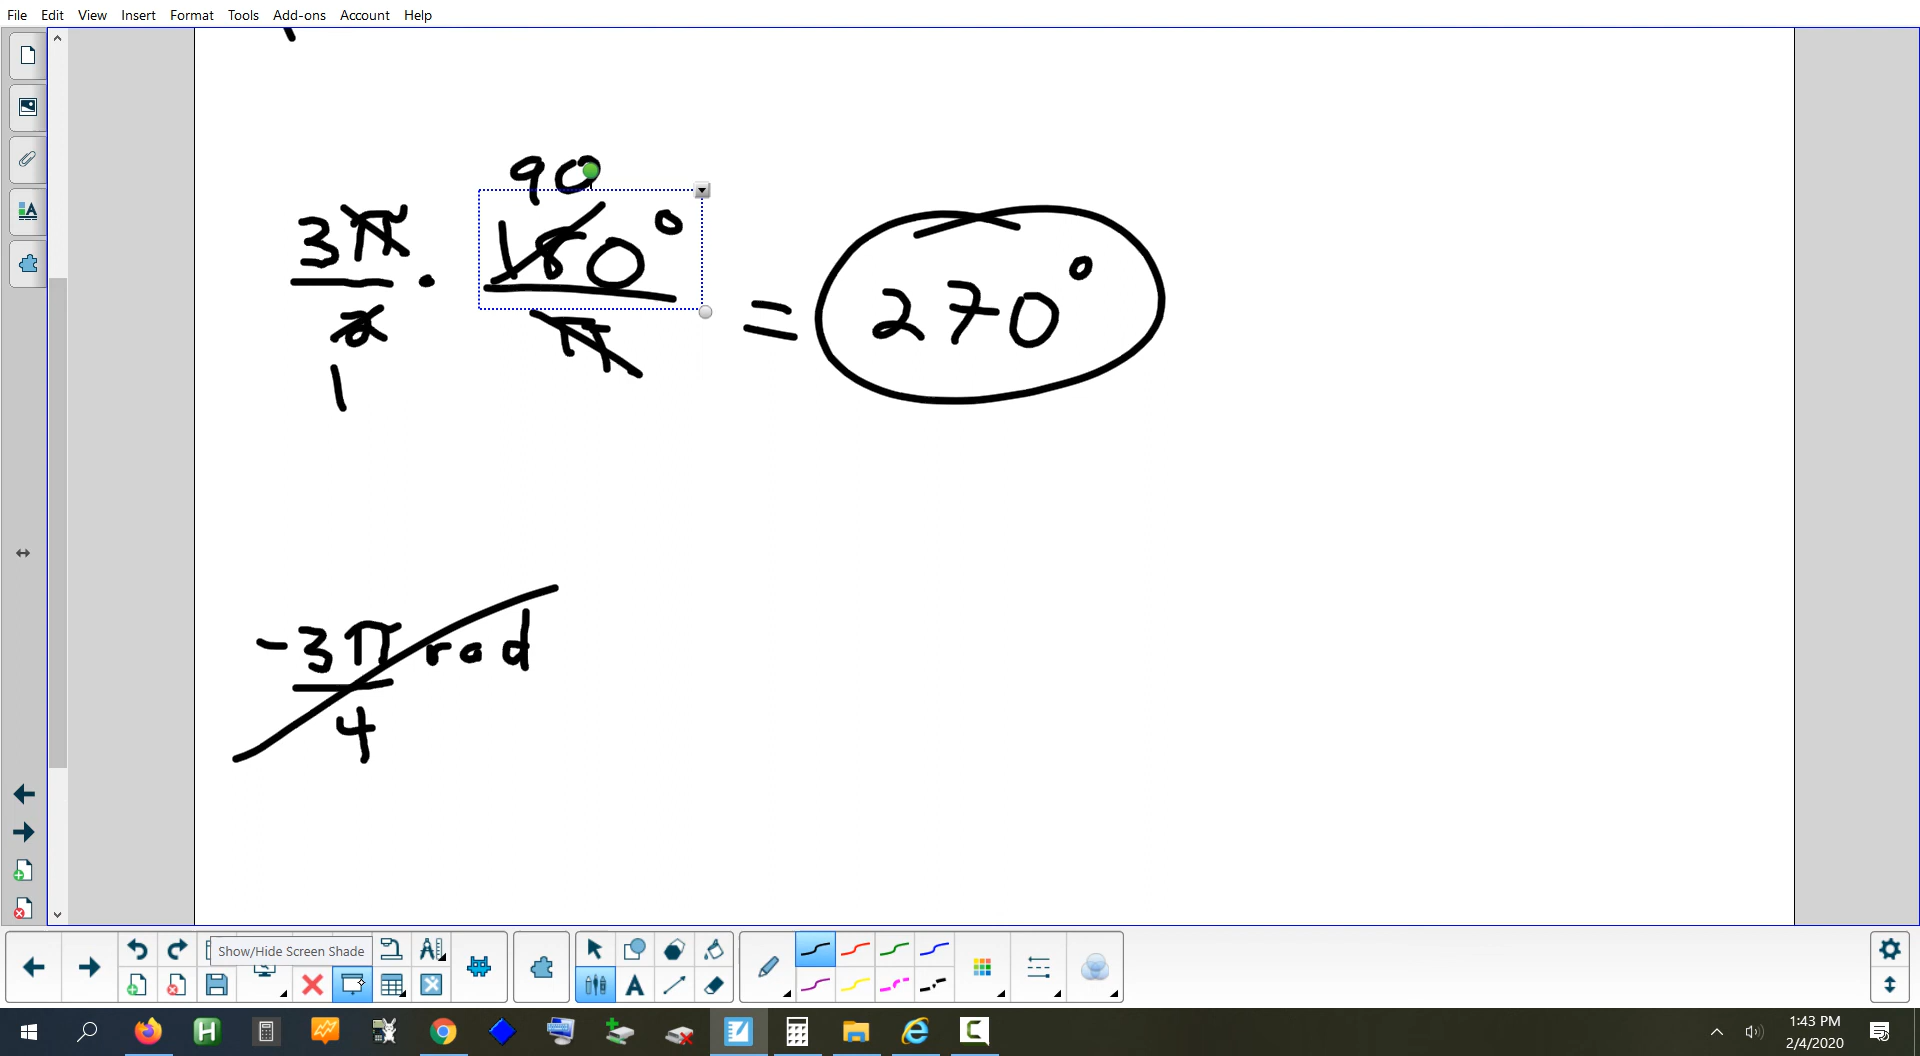 File Edit View Insert Format Tools Add-ons Account Help
90
3π/2 · 180°/π = 270°
1
-3π/4 rad
Show/Hide Screen Shade
1:43 PM
2/4/2020